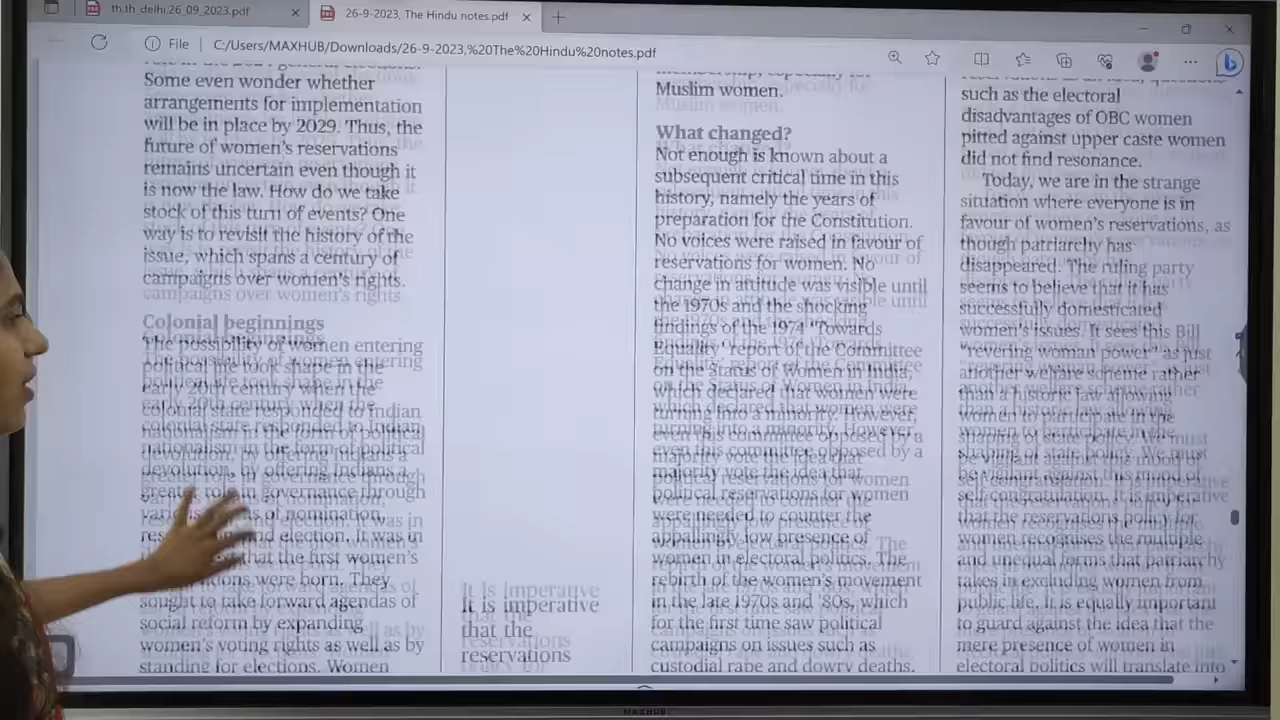 th.th_delhi.26_09_2023.pdf
26-9-2023, The Hindu notes.pdf
File
C:/Users/MAXHUB/Downloads/26-9-2023,%20The%20Hindu%20notes.pdf
Some even wonder whether
arrangements for implementation
will be in place by 2029. Thus, the
future of women's reservations
remains uncertain even though it
is now the law. How do we take
stock of this turn of events? One
way is to revisit the history of the
issue, which spans a century of
campaigns over women's rights.
Colonial beginnings
The possibility of women entering
political life took shape in the
early 20th century when the
colonial state responded to Indian
nationalism in the form of political
devolution, by offering Indians a
greater role in governance through
of nomination,
and election. It was in
that the first women's
were born. They
sought to take forward agendas of
social reform by expanding
women's voting rights as well as by
standing for elections. Women
It is imperative
that the
reservations
membership, especially for
Muslim women.
What changed?
Not enough is known about a
subsequent critical time in this
history, namely the years of
preparation for the Constitution.
No voices were raised in favour of
reservations for women. No
change in attitude was visible until
the 1970s and the shocking
findings of the 1974 "Towards
Equality" report of the Committee
on the Status of Women in India,
which declared that women were
turning into a minority. However,
even this committee opposed by a
majority vote the idea that
political reservations for women
were needed to counter the
appallingly low presence of
women in electoral politics. The
rebirth of the women's movement
in the late 1970s and '80s, which
for the first time saw political
campaigns on issues such as
custodial rape and dowry deaths.
such as the electoral
disadvantages of OBC women
pitted against upper caste women
did not find resonance.
Today, we are in the strange
situation where everyone is in
favour of women's reservations, as
though patriarchy has
disappeared. The ruling party
seems to believe that it has
successfully domesticated
women's issues. It sees this Bill
"revering woman power" as just
another welfare scheme rather
than a historic law allowing
women to participate in the
shaping of state policy. We must
be vigilant against this mood of
self-congratulation. It is imperative
that the reservations policy for
women recognises the multiple
and unequal forms that patriarchy
takes in excluding women from
public life. It is equally important
to guard against the idea that the
mere presence of women in
electoral politics will translate into
MAXHUB